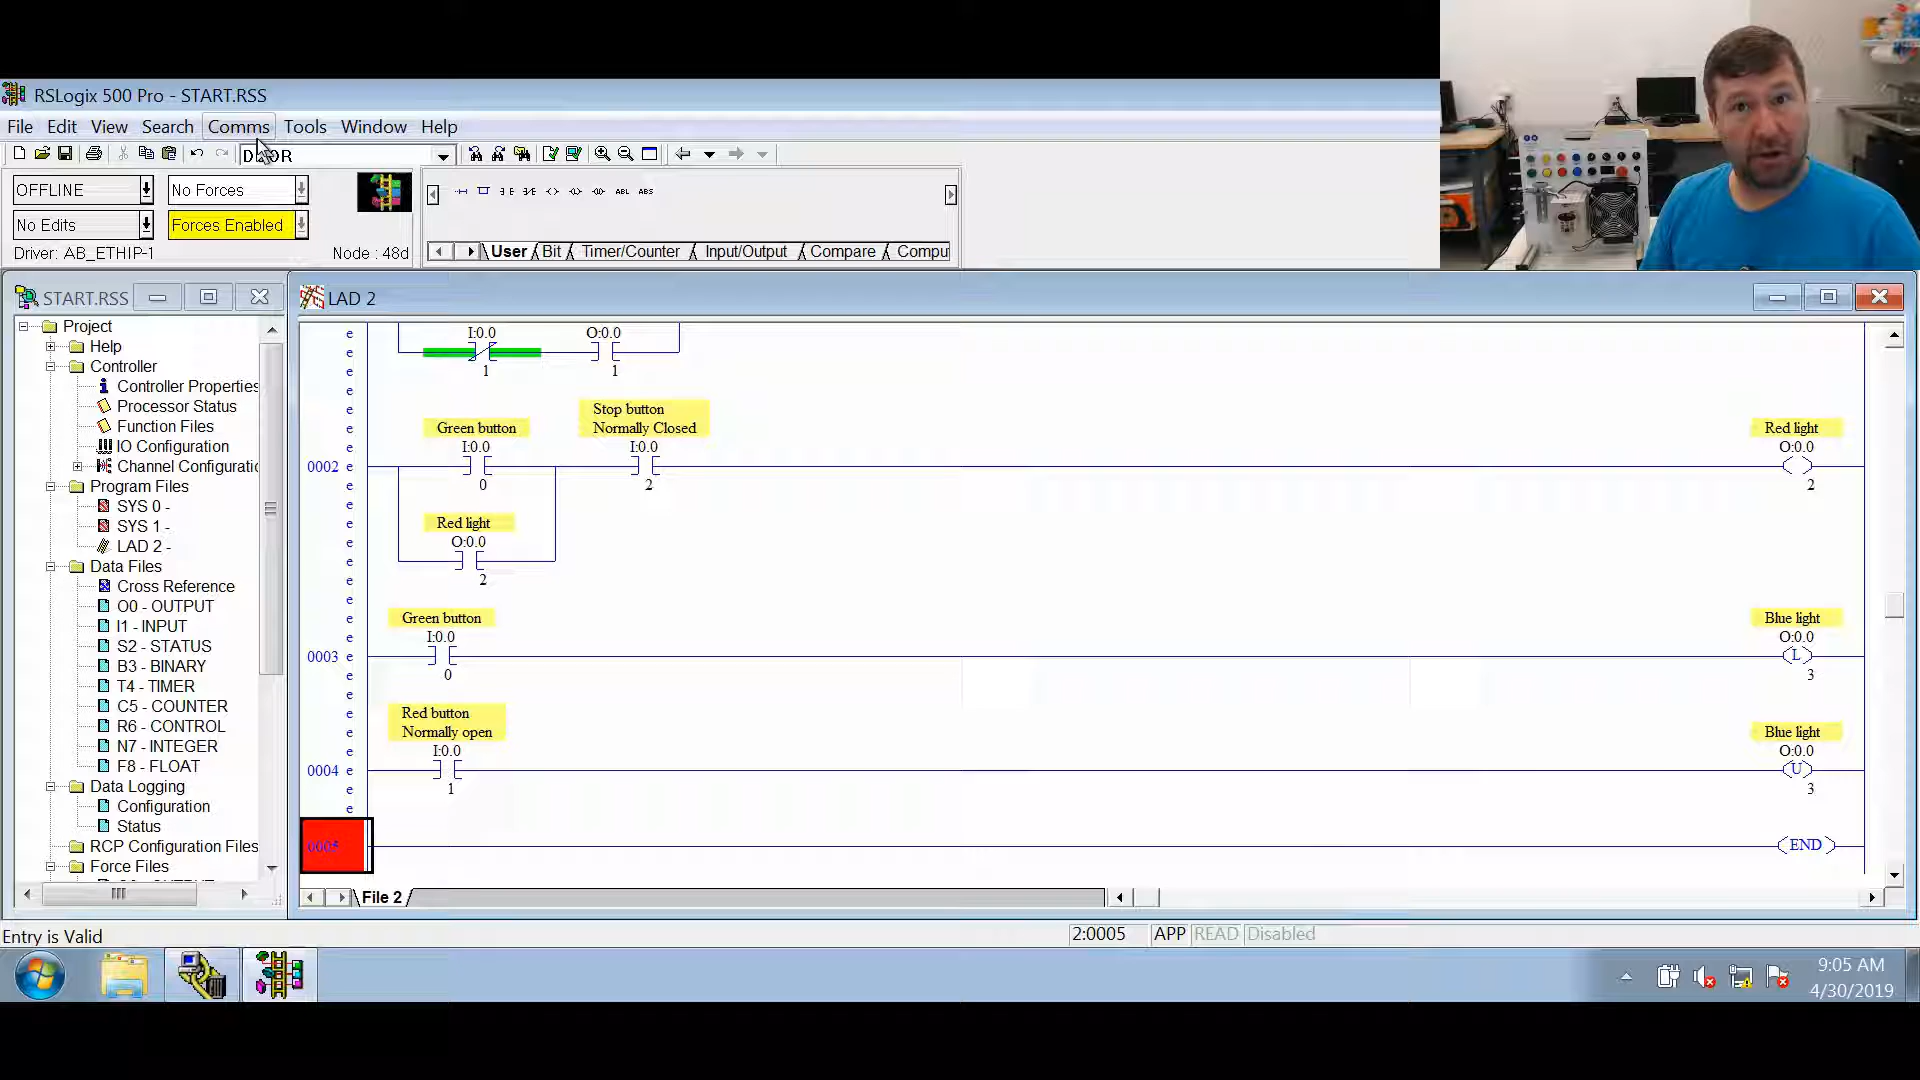 RSLogix 500 Pro - START.RSS
File Edit View Search Comms Tools Window Help
OFFLINE No Forces
No Edits Forces Enabled
Driver: AB_ETHIP-1 Node : 48d
ABL ABS
User Bit Timer/Counter Input/Output Compare Compu
START.RSS
Project
Help
Controller
Controller Properties
Processor Status
Function Files
IO Configuration
Channel Configuratio
Program Files
SYS 0 -
SYS 1 -
LAD 2 -
Data Files
Cross Reference
O0 - OUTPUT
I1 - INPUT
S2 - STATUS
B3 - BINARY
T4 - TIMER
C5 - COUNTER
R6 - CONTROL
N7 - INTEGER
F8 - FLOAT
Data Logging
Configuration
Status
RCP Configuration Files
Force Files
LAD 2
I:0.0 O:0.0
e
e
1 1
e
e
Stop button
Green button Normally Closed Red light
I:0.0 I:0.0 O:0.0
0002 e
0 2 2
e
Red light
O:0.0
e
2
e
Green button Blue light
I:0.0 O:0.0
0003 e L
0 3
e
Red button
Normally open Blue light
I:0.0 O:0.0
0004 e U
1 3
e
0005 END
File 2
Entry is Valid 2:0005 APP READ Disabled
9:05 AM
4/30/2019